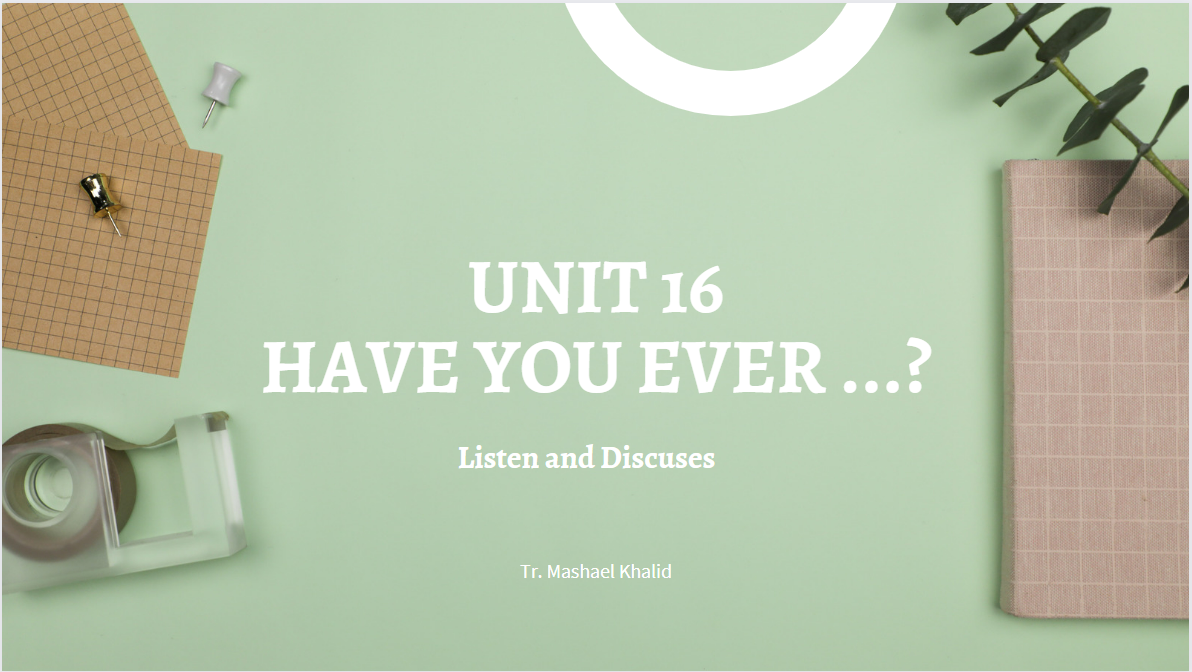 UNIT 16
HAVE YOU EVER ...?
Listen and Discuses
Tr. Mashael Khalid